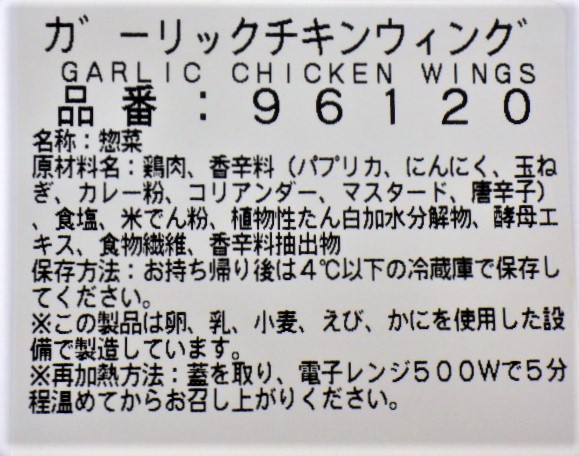 ガーリックチキンウィング
GARLIC CHICKEN WINGS
品番：96120
名称：惣菜
原材料名：鶏肉、香辛料（パプリカ、にんにく、玉ね
ぎ、カレー粉、コリアンダー、マスタード、唐辛子）
、食塩、米でん粉、植物性たん白加水分解物、酵母エ
キス、食物繊維、香辛料抽出物
保存方法：お持ち帰り後は4℃以下の冷蔵庫で保存し
てください。
※この製品は卵、乳、小麦、えび、かにを使用した設
備で製造しています。
※再加熱方法：蓋を取り、電子レンジ500Wで5分
程温めてからお召し上がりください。